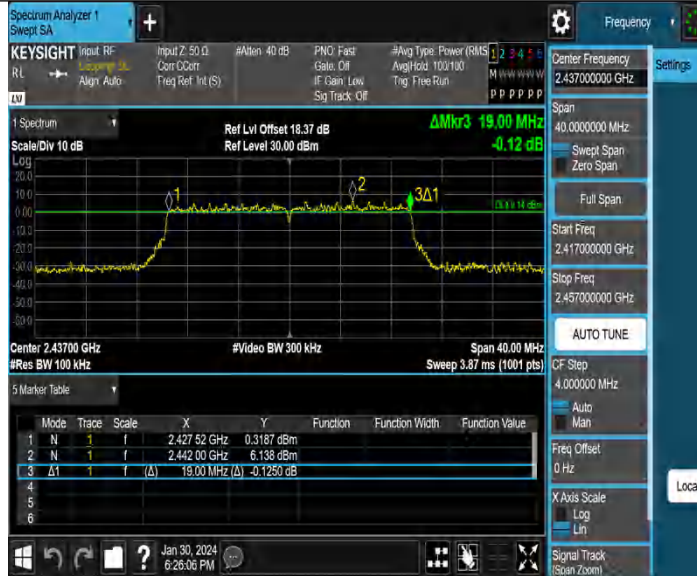 Spectrum Analyzer 1
Swept SA
+
Frequency
KEYSIGHT
RL
Input: RF
Align: Auto
Input Z: 50 Ω
Corr CCorr
Freq Ref: Int (S)
#Atten: 40 dB
PNO: Fast
Gate: Off
IF Gain: Low
Sig Track: Off
#Avg Type: Power (RMS
Avg|Hold: 100/100
Trig: Free Run
1 2 3 4 5 6
M W W W W W
P P P P P P
LXI
1 Spectrum
Scale/Div 10 dB
Ref Lvl Offset 18.37 dB
Ref Level 30.00 dBm
ΔMkr3 19.00 MHz
-0.12 dB
Log
20.0
10.0
0.00
-10.0
-20.0
-30.0
-40.0
-50.0
-60.0
1
2
3Δ1
Center 2.43700 GHz
#Res BW 100 kHz
#Video BW 300 kHz
Span 40.00 MHz
Sweep 3.87 ms (1001 pts)
5 Marker Table
Mode Trace Scale X Y Function Function Width Function Value
1 N 1 f 2.427 52 GHz 0.3187 dBm
2 N 1 f 2.442 00 GHz 6.138 dBm
3 Δ1 1 f (Δ) 19.00 MHz (Δ) -0.1250 dB
4
5
6
Jan 30, 2024
6:26:06 PM
?
Center Frequency
2.437000000 GHz
Settings
Span
40.0000000 MHz
Swept Span
Zero Span
Full Span
Start Freq
2.417000000 GHz
Stop Freq
2.457000000 GHz
AUTO TUNE
CF Step
4.000000 MHz
Auto
Man
Freq Offset
0 Hz
X Axis Scale
Log
Lin
Signal Track
(Span Zoom)
Loca